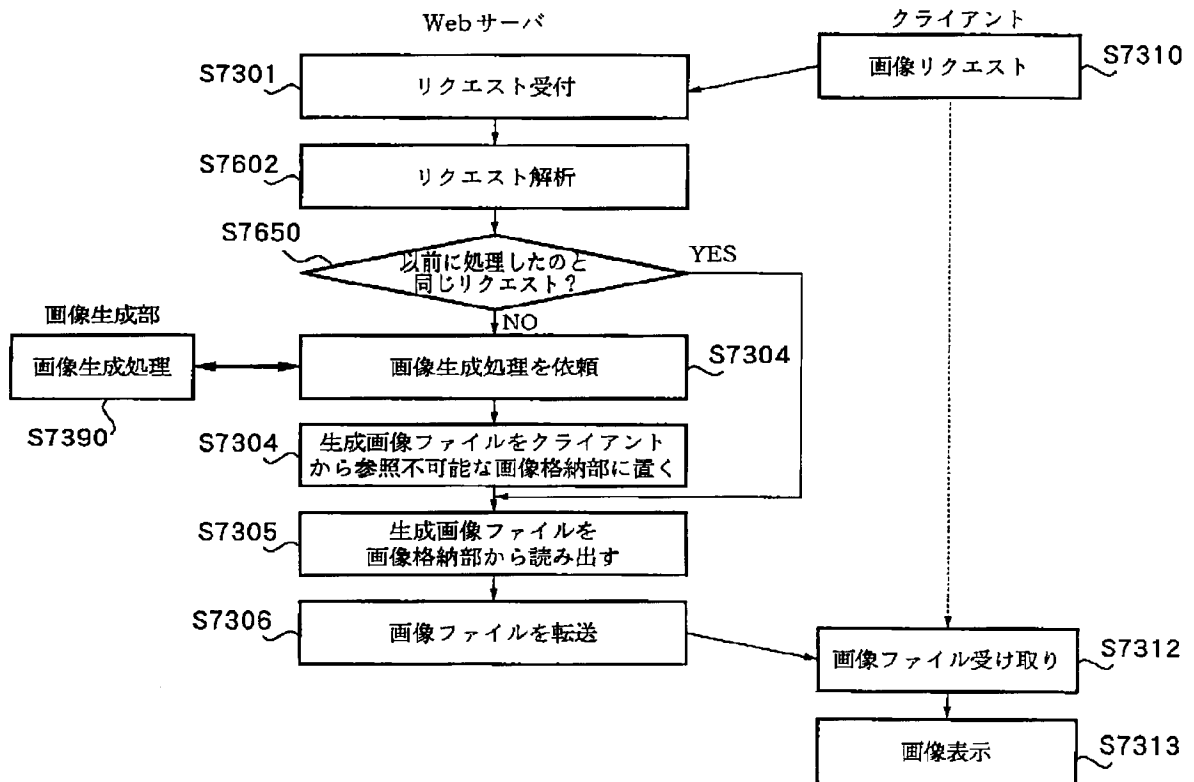 Webサーバ
クライアント
S7301
リクエスト受付
画像リクエスト
S7310
S7602
リクエスト解析
S7650
以前に処理したのと
同じリクエスト？
YES
NO
画像生成部
画像生成処理
S7390
画像生成処理を依頼
S7304
S7304
生成画像ファイルをクライアント
から参照不可能な画像格納部に置く
S7305
生成画像ファイルを
画像格納部から読み出す
S7306
画像ファイルを転送
画像ファイル受け取り
S7312
画像表示
S7313